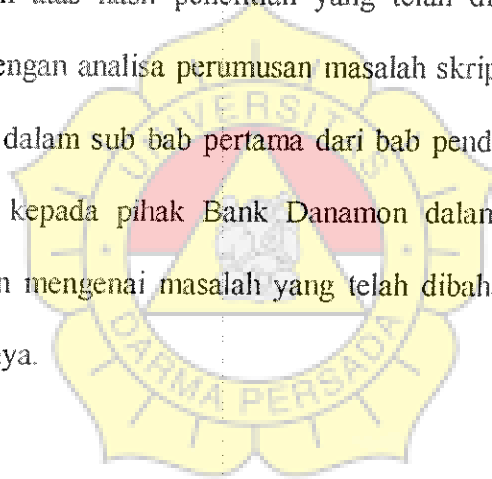 atas hasil penelitian yang telah
engan analisa perumusan masalah skrip
dalam sub bab pertama dari bab pend
kepada pihak Bank Danamon dalam
n mengenai masalah yang telah dibah
ya.
UNIVERSITAS
DARMA PERSADA